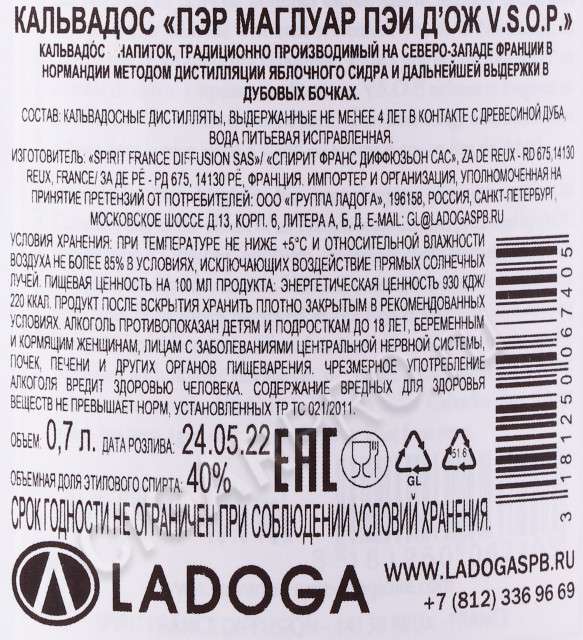 КАЛЬВАДОС «ПЭР МАГЛУАР ПЭИ Д’ОЖ V.S.O.P.»
КАЛЬВАДО́С НАПИТОК, ТРАДИЦИОННО ПРОИЗВОДИМЫЙ НА СЕВЕРО-ЗАПАДЕ ФРАНЦИИ В
НОРМАНДИИ МЕТОДОМ ДИСТИЛЛЯЦИИ ЯБЛОЧНОГО СИДРА И ДАЛЬНЕЙШЕЙ ВЫДЕРЖКИ В
ДУБОВЫХ БОЧКАХ.
СОСТАВ: КАЛЬВАДОСНЫЕ ДИСТИЛЛЯТЫ, ВЫДЕРЖАННЫЕ НЕ МЕНЕЕ 4 ЛЕТ В КОНТАКТЕ С ДРЕВЕСИНОЙ ДУБА,
ВОДА ПИТЬЕВАЯ ИСПРАВЛЕННАЯ.
ИЗГОТОВИТЕЛЬ: «SPIRIT FRANCE DIFFUSION SAS»/ «СПИРИТ ФРАНС ДИФФЮЗЬОН САС», ZA DE REUX - RD 675,14130
REUX, FRANCE/ ЗА ДЕ РЁ - РД 675, 14130 РЁ, ФРАНЦИЯ. ИМПОРТЕР И ОРГАНИЗАЦИЯ, УПОЛНОМОЧЕННАЯ НА
ПРИНЯТИЕ ПРЕТЕНЗИЙ ОТ ПОТРЕБИТЕЛЕЙ: ООО «ГРУППА ЛАДОГА», 196158, РОССИЯ, САНКТ-ПЕТЕРБУРГ,
МОСКОВСКОЕ ШОССЕ Д.13, КОРП. 6, ЛИТЕРА А, Б, Д. E-MAIL: GL@LADOGASPB.RU
УСЛОВИЯ ХРАНЕНИЯ: ПРИ ТЕМПЕРАТУРЕ НЕ НИЖЕ +5°С И ОТНОСИТЕЛЬНОЙ ВЛАЖНОСТИ
ВОЗДУХА НЕ БОЛЕЕ 85% В УСЛОВИЯХ, ИСКЛЮЧАЮЩИХ ВОЗДЕЙСТВИЕ ПРЯМЫХ СОЛНЕЧНЫХ
ЛУЧЕЙ. ПИЩЕВАЯ ЦЕННОСТЬ НА 100 МЛ ПРОДУКТА: ЭНЕРГЕТИЧЕСКАЯ ЦЕННОСТЬ 930 КДЖ/
220 ККАЛ. ПРОДУКТ ПОСЛЕ ВСКРЫТИЯ ХРАНИТЬ ПЛОТНО ЗАКРЫТЫМ В РЕКОМЕНДОВАННЫХ
УСЛОВИЯХ. АЛКОГОЛЬ ПРОТИВОПОКАЗАН ДЕТЯМ И ПОДРОСТКАМ ДО 18 ЛЕТ, БЕРЕМЕННЫМ
И КОРМЯЩИМ ЖЕНЩИНАМ, ЛИЦАМ С ЗАБОЛЕВАНИЯМИ ЦЕНТРАЛЬНОЙ НЕРВНОЙ СИСТЕМЫ,
ПОЧЕК, ПЕЧЕНИ И ДРУГИХ ОРГАНОВ ПИЩЕВАРЕНИЯ. ЧРЕЗМЕРНОЕ УПОТРЕБЛЕНИЕ
АЛКОГОЛЯ ВРЕДИТ ЗДОРОВЬЮ ЧЕЛОВЕКА. СОДЕРЖАНИЕ ВРЕДНЫХ ДЛЯ ЗДОРОВЬЯ
ВЕЩЕСТВ НЕ ПРЕВЫШАЕТ НОРМ, УСТАНОВЛЕННЫХ ТР ТС 021/2011.
3181250067405
ОБЪЕМ: 0,7 л. ДАТА РОЗЛИВА: 24.05.22 ЕАС
GL 51 6
ОБЪЕМНАЯ ДОЛЯ ЭТИЛОВОГО СПИРТА: 40%
СРОК ГОДНОСТИ НЕ ОГРАНИЧЕН ПРИ СОБЛЮДЕНИИ УСЛОВИЙ ХРАНЕНИЯ.
LADOGA
WWW.LADOGASPB.RU
+7 (812) 336 96 69